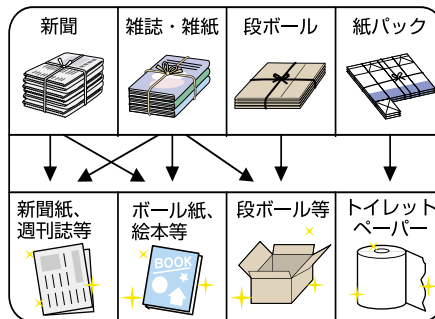 新聞
雑誌・雑紙
段ボール
紙パック
新聞紙、
週刊誌等
ボール紙、
絵本等
段ボール等
トイレット
ペーパー
BOOK